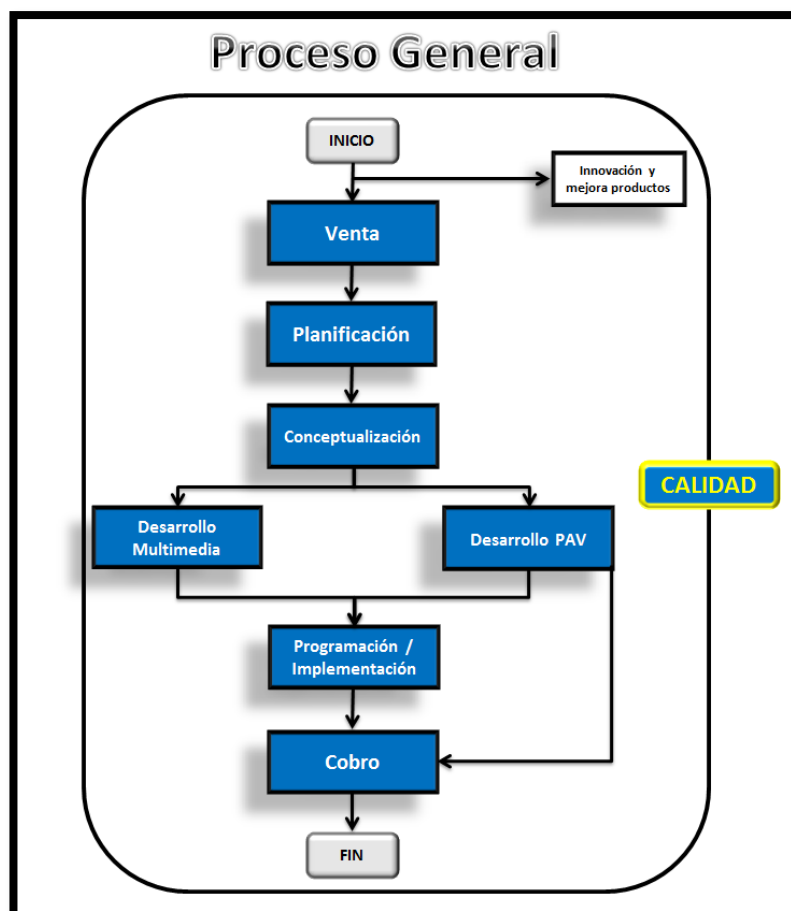 Proceso General
INICIO
Innovación y
mejora productos
Venta
Planificación
Conceptualización
CALIDAD
Desarrollo
Multimedia
Desarrollo PAV
Programación /
Implementación
Cobro
FIN